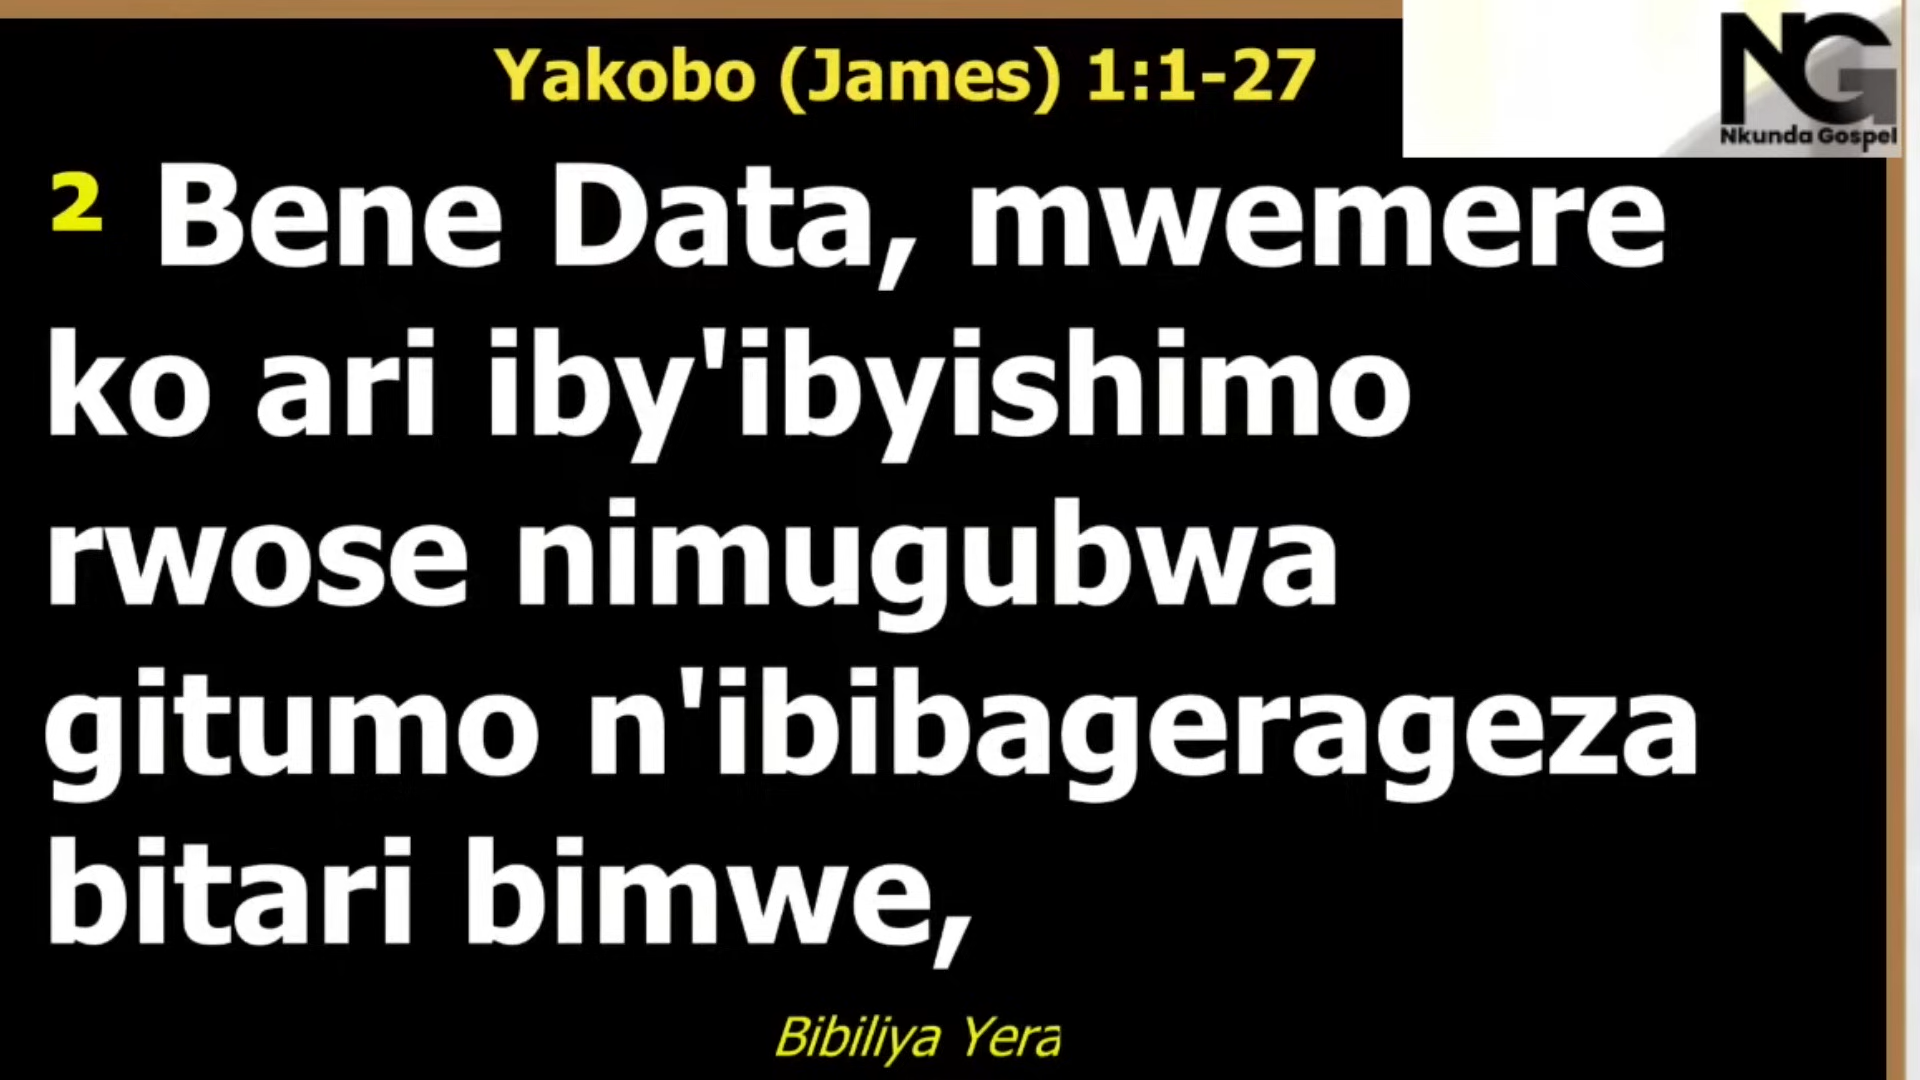 Yakobo (James) 1:1-27
NG
Nkunda Gospel
2 Bene Data, mwemere
ko ari iby'ibyishimo
rwose nimugubwa
gitumo n'ibibagerageza
bitari bimwe,
Bibiliya Yera